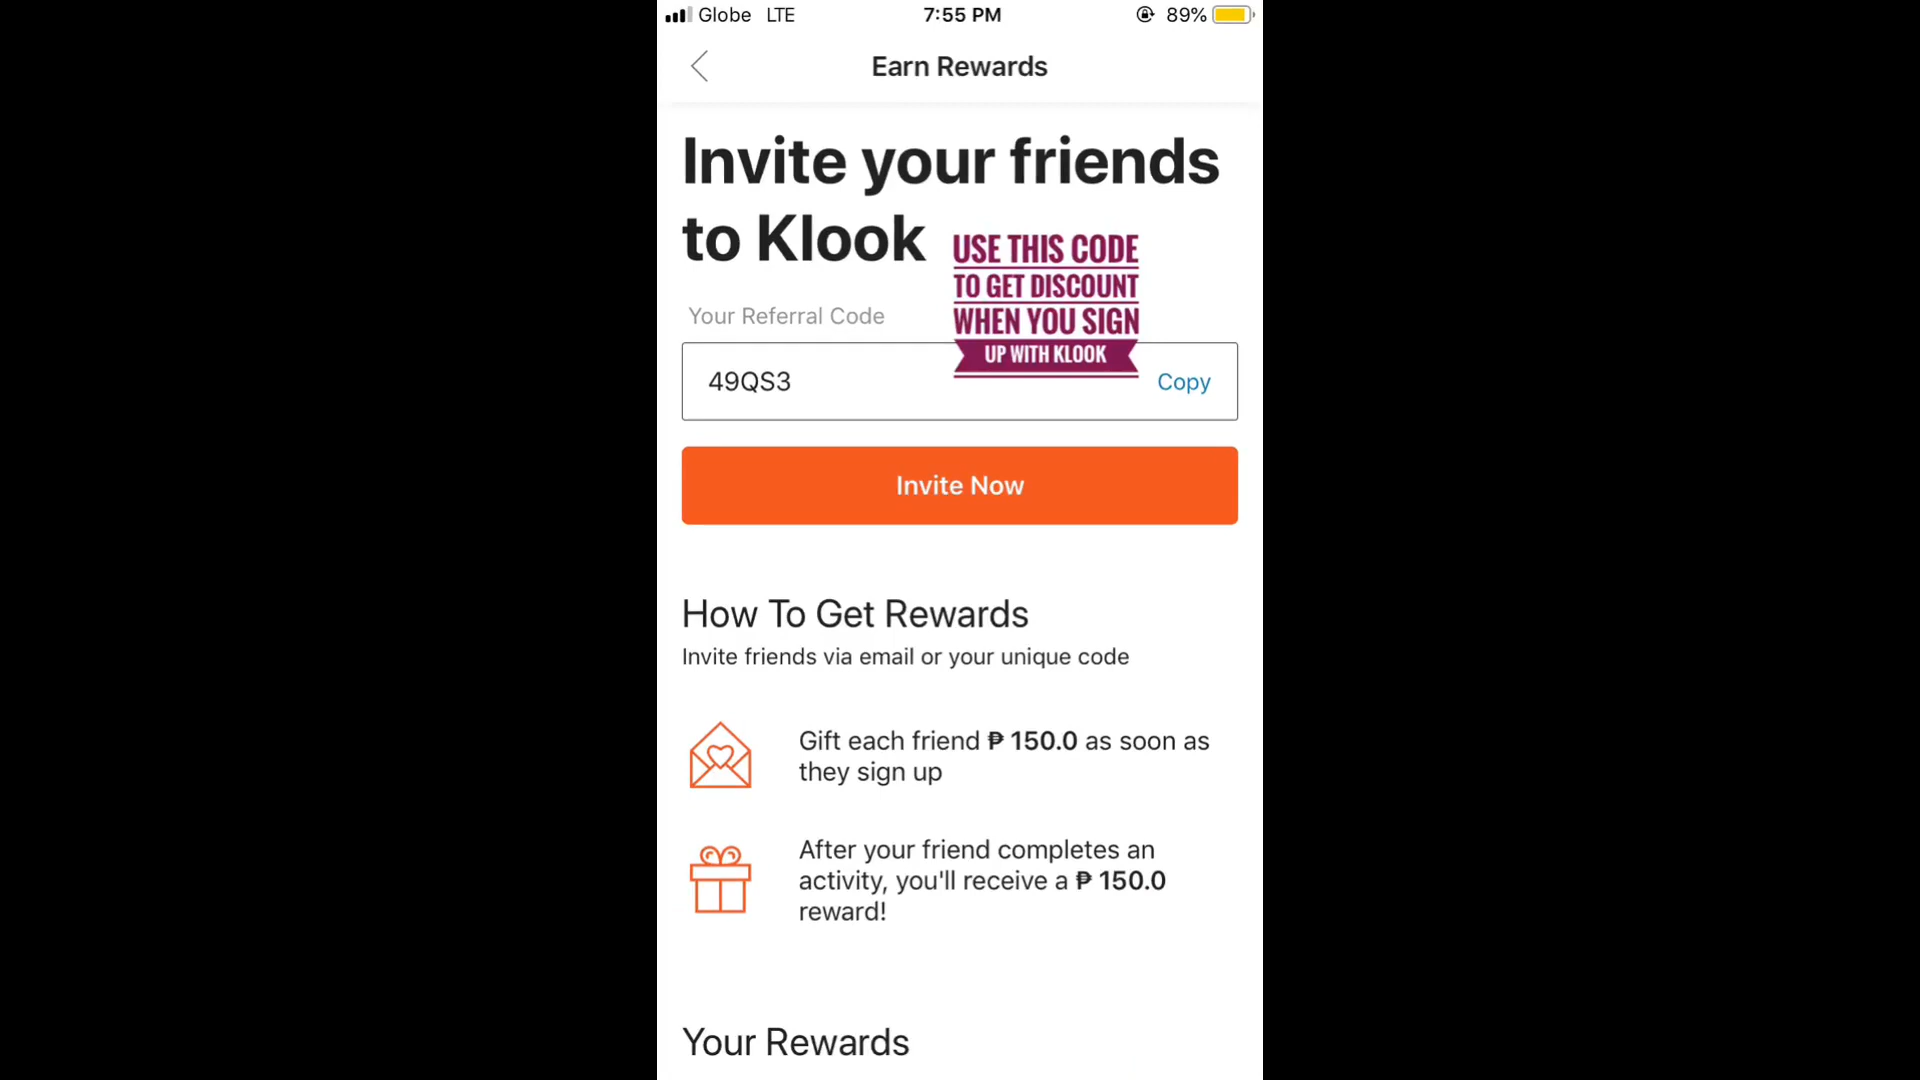 Globe LTE 7:55 PM 89%
Earn Rewards
Invite your friends
to Klook
USE THIS CODE
TO GET DISCOUNT
WHEN YOU SIGN
UP WITH KLOOK
Your Referral Code
49QS3 Copy
Invite Now
How To Get Rewards
Invite friends via email or your unique code
Gift each friend ₱ 150.0 as soon as
they sign up
After your friend completes an
activity, you'll receive a ₱ 150.0
reward!
Your Rewards